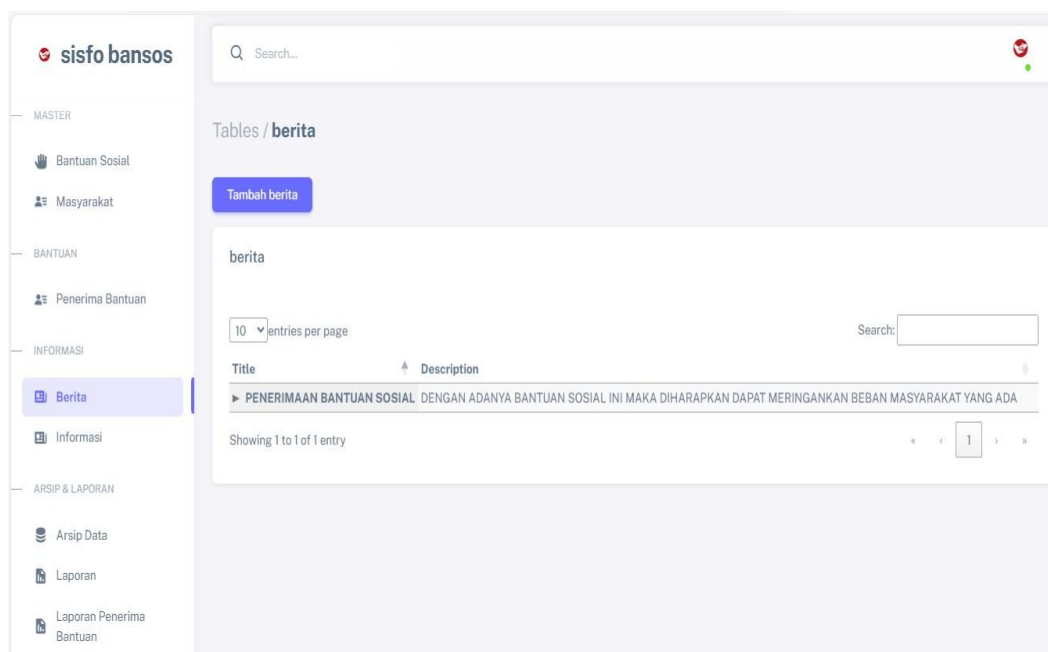 sisfo bansos
MASTER
Bantuan Sosial
Masyarakat
BANTUAN
Penerima Bantuan
INFORMASI
Berita
Informasi
ARSIP & LAPORAN
Arsip Data
Laporan
Laporan Penerima
Bantuan
Search...
Tables / berita
Tambah berita
berita
10 entries per page
Search:
Title Description
PENERIMAAN BANTUAN SOSIAL DENGAN ADANYA BANTUAN SOSIAL INI MAKA DIHARAPKAN DAPAT MERINGANKAN BEBAN MASYARAKAT YANG ADA
Showing 1 to 1 of 1 entry
« ‹ 1 › »